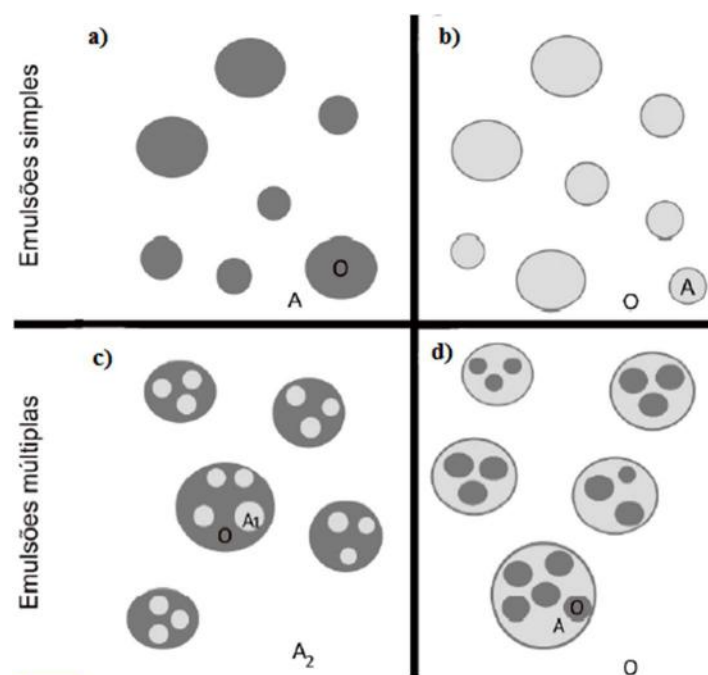 Emulsões simples
a)
O
A
b)
A
O
Emulsões múltiplas
c)
A1
O
A2
d)
O
A
O